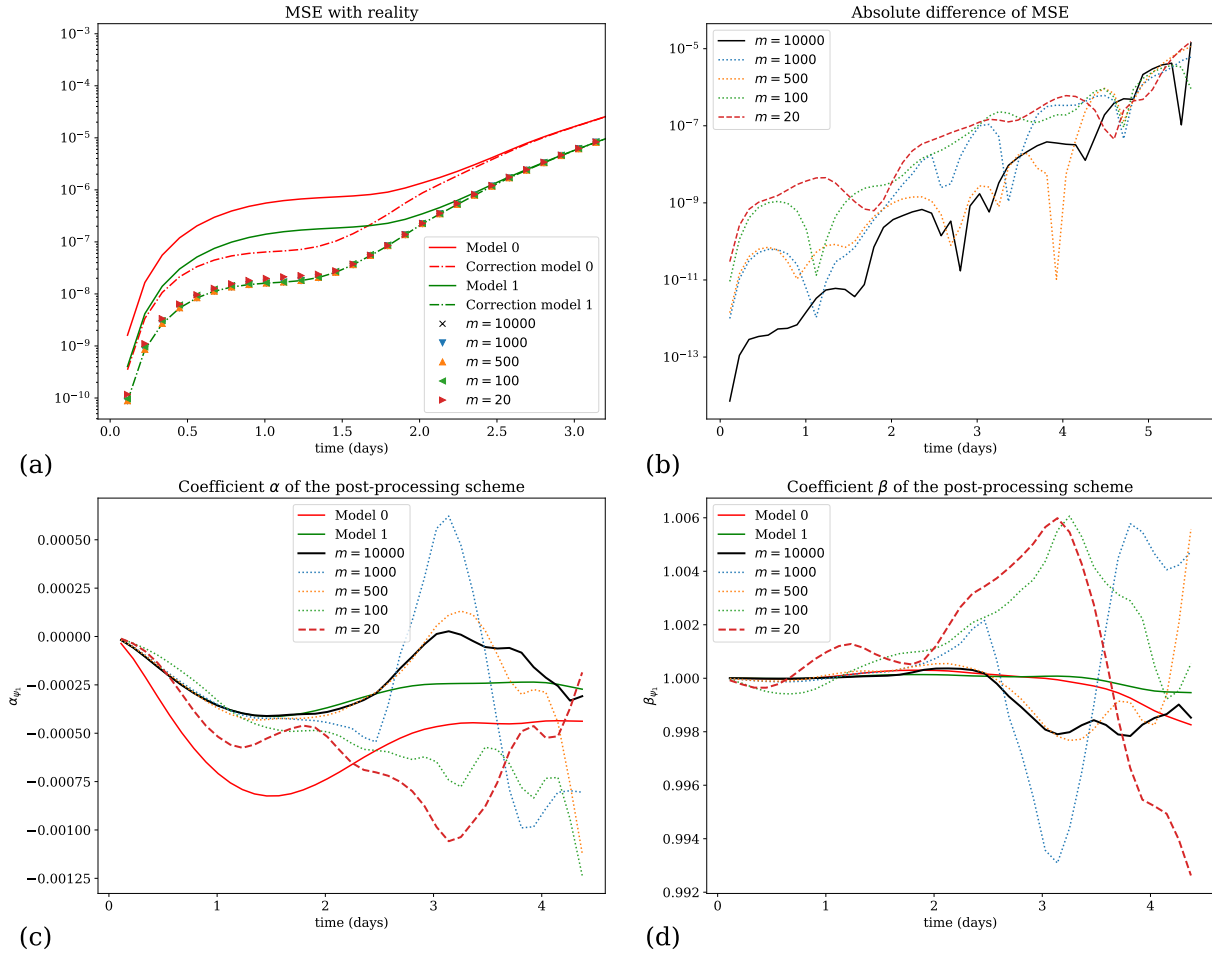 MSE with reality
10⁻³
10⁻⁴
10⁻⁵
10⁻⁶
10⁻⁷
10⁻⁸
10⁻⁹
10⁻¹⁰
Model 0
Correction model 0
Model 1
Correction model 1
m = 10000
m = 1000
m = 500
m = 100
m = 20
0.0 0.5 1.0 1.5 2.0 2.5 3.0
time (days)
(a)
Absolute difference of MSE
m = 10000
m = 1000
m = 500
m = 100
m = 20
10⁻⁵
10⁻⁷
10⁻⁹
10⁻¹¹
10⁻¹³
0 1 2 3 4 5
time (days)
(b)
Coefficient α of the post-processing scheme
Model 0
Model 1
m = 10000
m = 1000
m = 500
m = 100
m = 20
0.00050
0.00025
0.00000
−0.00025
−0.00050
−0.00075
−0.00100
−0.00125
α_ψ₁
0 1 2 3 4
time (days)
(c)
Coefficient β of the post-processing scheme
Model 0
Model 1
m = 10000
m = 1000
m = 500
m = 100
m = 20
1.006
1.004
1.002
1.000
0.998
0.996
0.994
0.992
β_ψ₁
0 1 2 3 4
time (days)
(d)